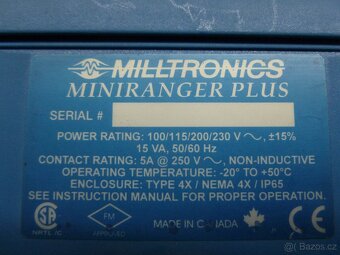 MILLTRONICS
MINIRANGER PLUS
SERIAL #
POWER RATING: 100/115/200/230 V ~, ±15%
15 VA, 50/60 Hz
CONTACT RATING: 5A @ 250 V ~, NON-INDUCTIVE
OPERATING TEMPERATURE: -20° TO +50°C
ENCLOSURE: TYPE 4X / NEMA 4X / IP65
SEE INSTRUCTION MANUAL FOR PROPER OPERATION.
NRTL/C
FM
APPROVED
MADE IN CANADA
CE
bazos.cz